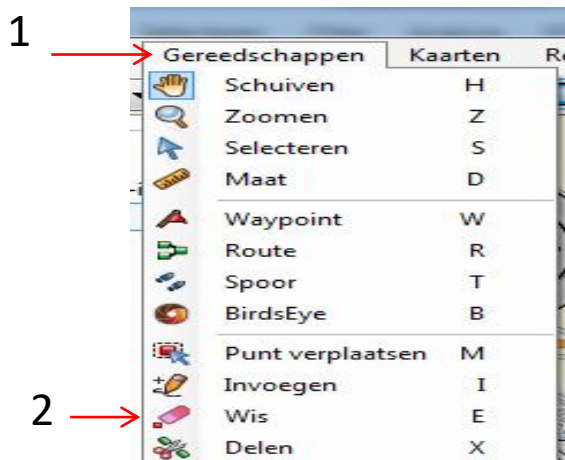 1
Gereedschappen Kaarten
Schuiven H
Zoomen Z
Selecteren S
Maat D
Waypoint W
Route R
Spoor T
BirdsEye B
Punt verplaatsen M
Invoegen I
2 Wis E
Delen X